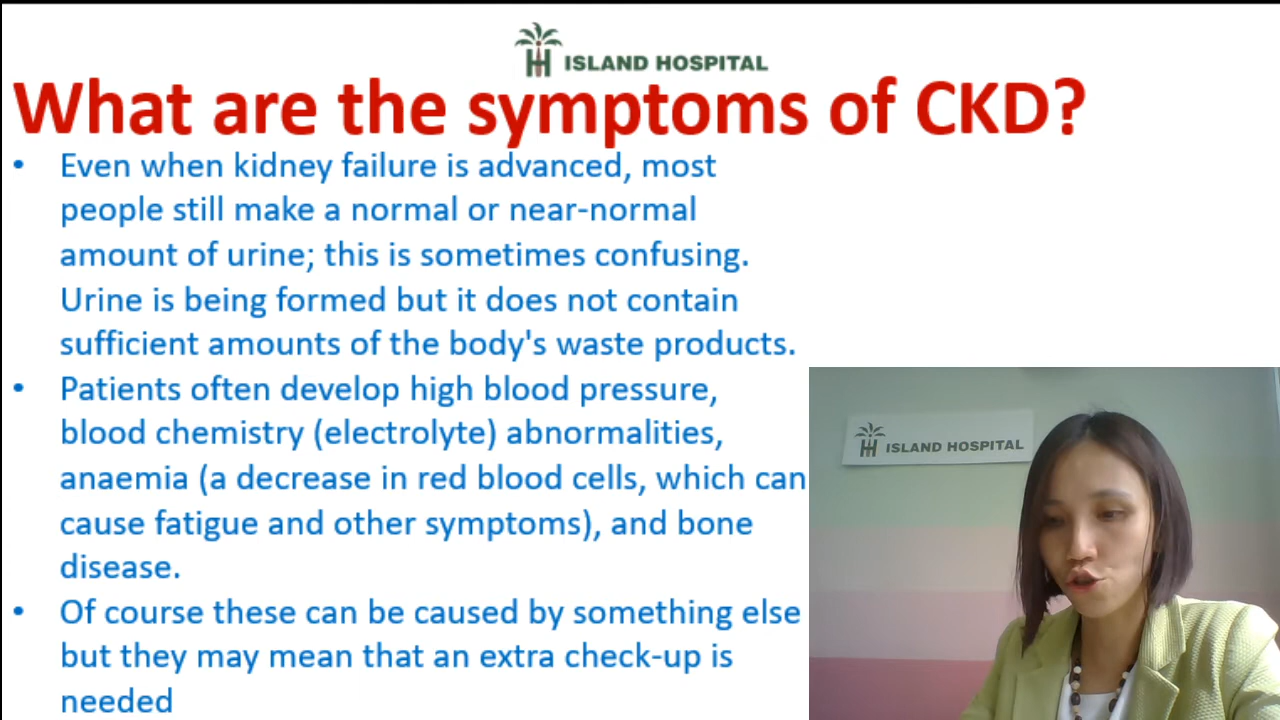 ISLAND HOSPITAL
What are the symptoms of CKD?
• Even when kidney failure is advanced, most
people still make a normal or near-normal
amount of urine; this is sometimes confusing.
Urine is being formed but it does not contain
sufficient amounts of the body's waste products.
• Patients often develop high blood pressure,
blood chemistry (electrolyte) abnormalities,
anaemia (a decrease in red blood cells, which can
cause fatigue and other symptoms), and bone
disease.
• Of course these can be caused by something else
but they may mean that an extra check-up is
needed
ISLAND HOSPITAL